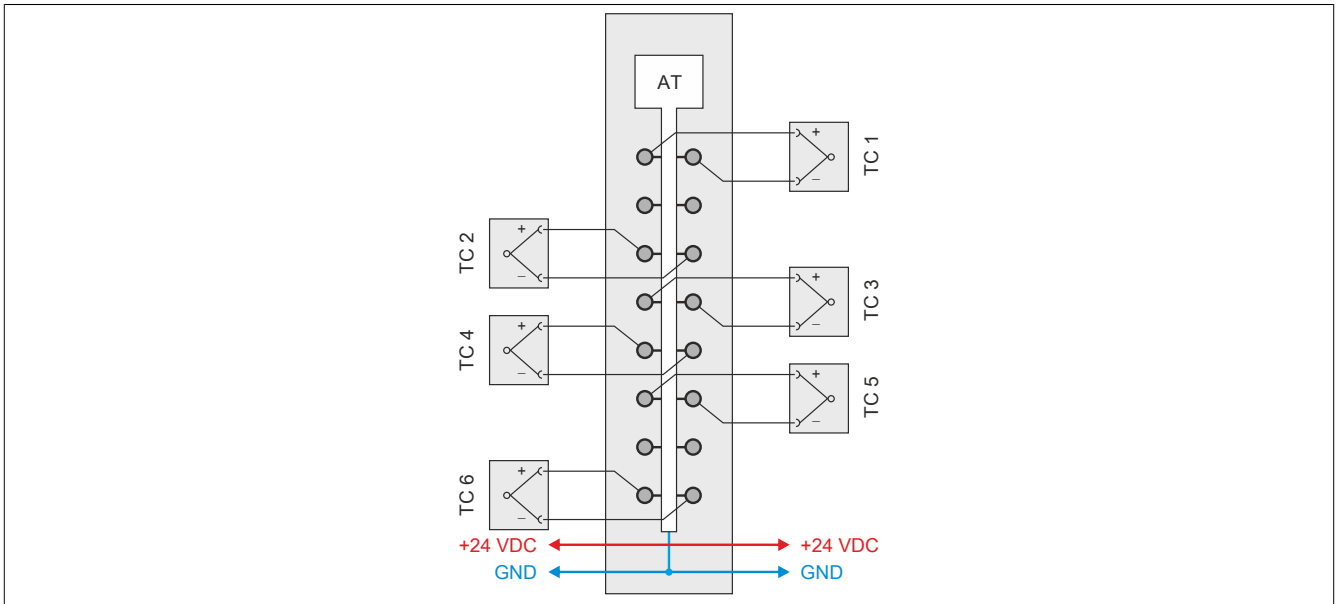 AT
+
−
TC 1
+
−
TC 2
+
−
TC 3
+
−
TC 4
+
−
TC 5
+
−
TC 6
+24 VDC
+24 VDC
GND
GND